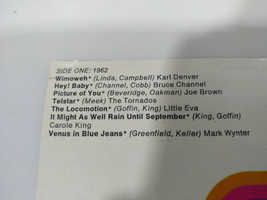 SIDE ONE: 1962
Wimoweh* (Linda, Campbell) Karl Denver
Hey! Baby* (Channel, Cobb) Bruce Channel
Picture of You* (Beveridge, Oakman) Joe Brown
Telstar* (Meek) The Tornados
The Locomotion* (Goffin, King) Little Eva
It Might As Well Rain Until September* (King, Goffin)
Carole King
Venus in Blue Jeans* (Greenfield, Keller) Mark Wynter